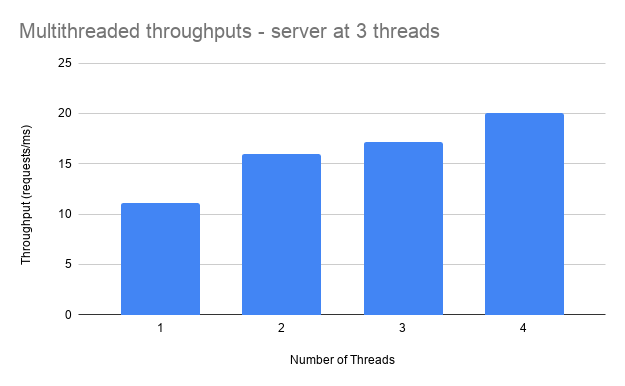 Multithreaded throughputs - server at 3 threads
Throughput (requests/ms)
25
20
15
10
5
0
1 2 3 4
Number of Threads